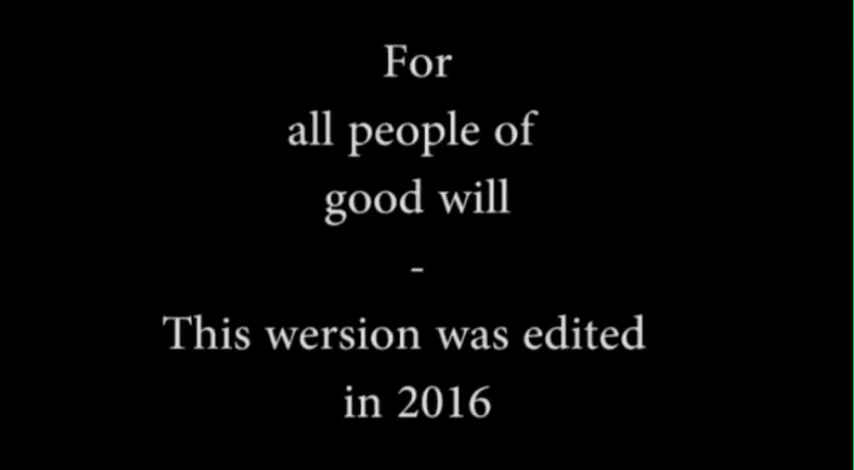 For
all people of
good will
-
This wersion was edited
in 2016